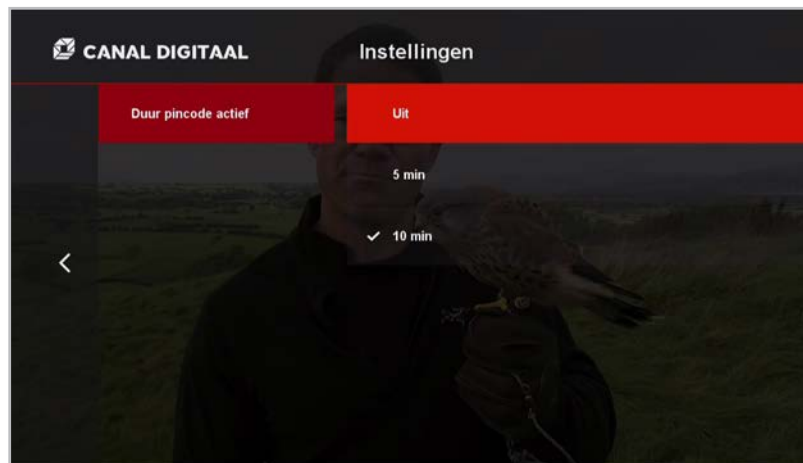 CANAL DIGITAAL
Instellingen
Duur pincode actief
Uit
5 min
10 min